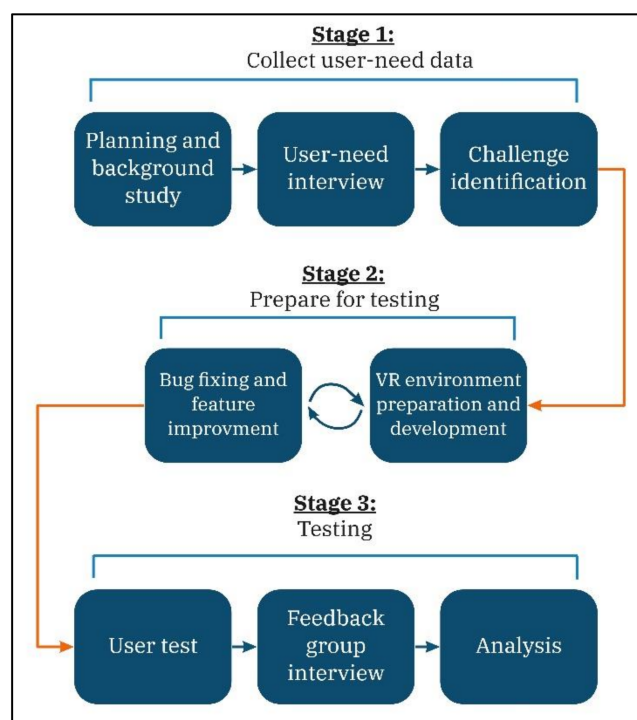 Stage 1:
Collect user-need data
Planning and
background
study
User-need
interview
Challenge
identification
Stage 2:
Prepare for testing
Bug fixing and
feature
improvment
VR environment
preparation and
development
Stage 3:
Testing
User test
Feedback
group
interview
Analysis